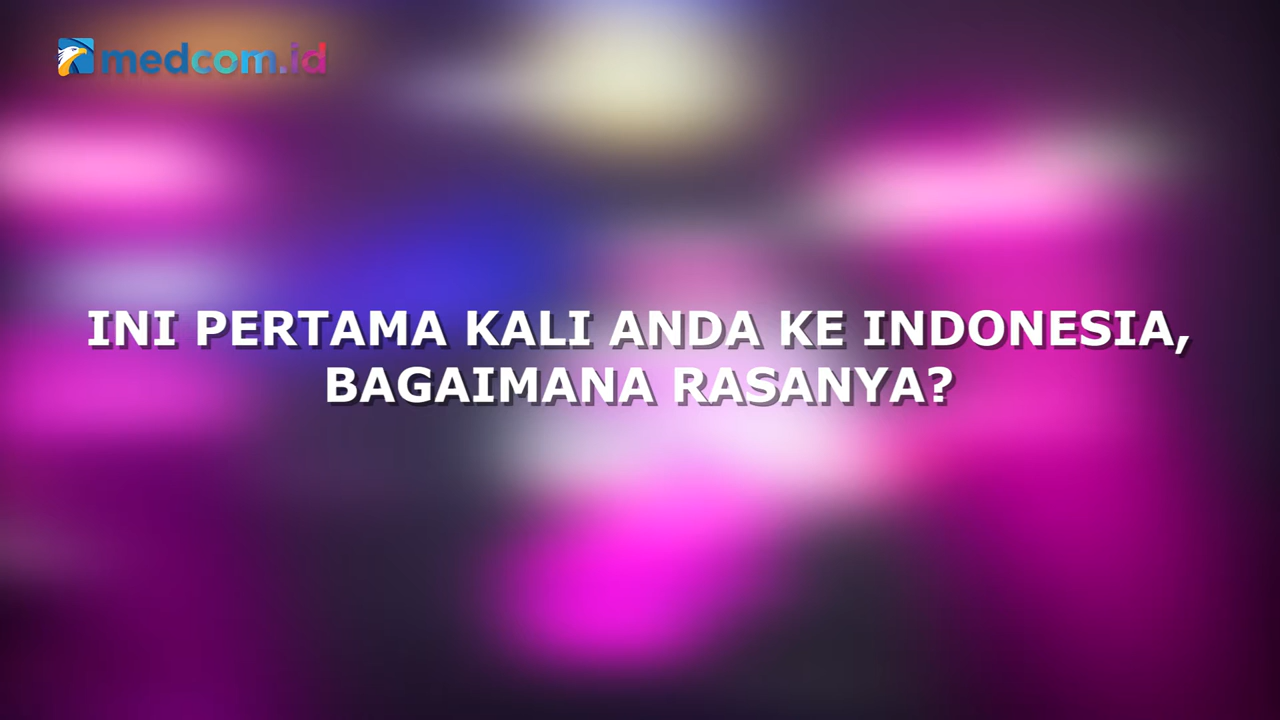 medcom.id
INI PERTAMA KALI ANDA KE INDONESIA,
BAGAIMANA RASANYA?